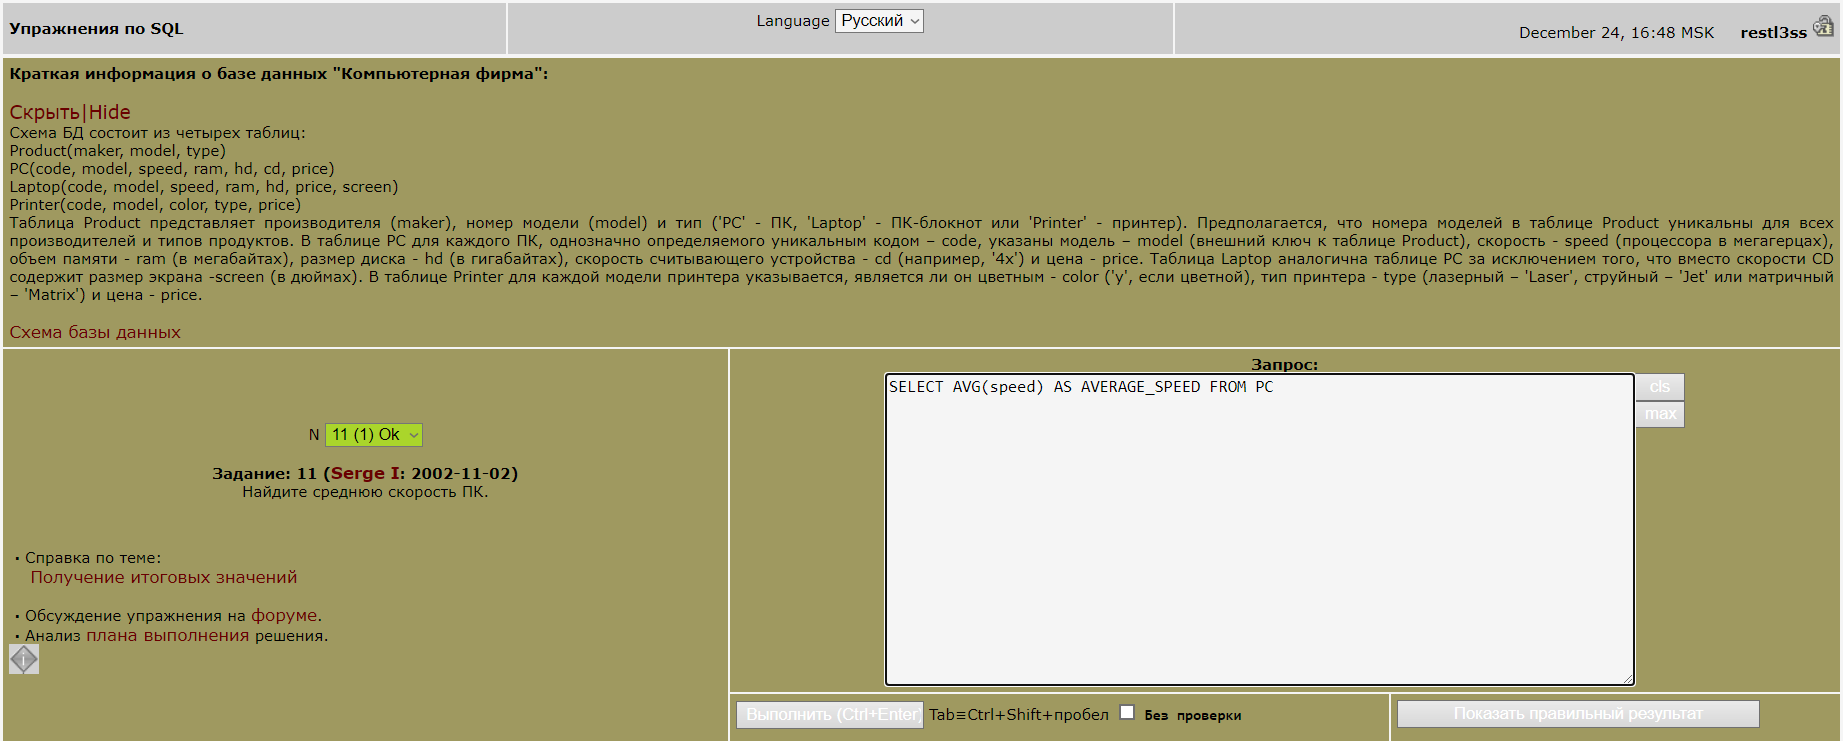 Упражнения по SQL
Language Русский
December 24, 16:48 MSK restl3ss
Краткая информация о базе данных "Компьютерная фирма":
Скрыть|Hide
Схема БД состоит из четырех таблиц:
Product(maker, model, type)
PC(code, model, speed, ram, hd, cd, price)
Laptop(code, model, speed, ram, hd, price, screen)
Printer(code, model, color, type, price)
Таблица Product представляет производителя (maker), номер модели (model) и тип ('PC' - ПК, 'Laptop' - ПК-блокнот или 'Printer' - принтер). Предполагается, что номера моделей в таблице Product уникальны для всех
производителей и типов продуктов. В таблице PC для каждого ПК, однозначно определяемого уникальным кодом – code, указаны модель – model (внешний ключ к таблице Product), скорость - speed (процессора в мегагерцах),
объем памяти - ram (в мегабайтах), размер диска - hd (в гигабайтах), скорость считывающего устройства - cd (например, '4x') и цена - price. Таблица Laptop аналогична таблице РС за исключением того, что вместо скорости CD
содержит размер экрана -screen (в дюймах). В таблице Printer для каждой модели принтера указывается, является ли он цветным - color ('y', если цветной), тип принтера - type (лазерный – 'Laser', струйный – 'Jet' или матричный
– 'Matrix') и цена - price.
Схема базы данных
N 11 (1) Ok
Задание: 11 (Serge I: 2002-11-02)
Найдите среднюю скорость ПК.
• Справка по теме:
Получение итоговых значений
• Обсуждение упражнения на форуме.
• Анализ плана выполнения решения.
Запрос:
SELECT AVG(speed) AS AVERAGE_SPEED FROM PC
cls
max
Выполнить (Ctrl+Enter) Tab≡Ctrl+Shift+пробел Без проверки
Показать правильный результат